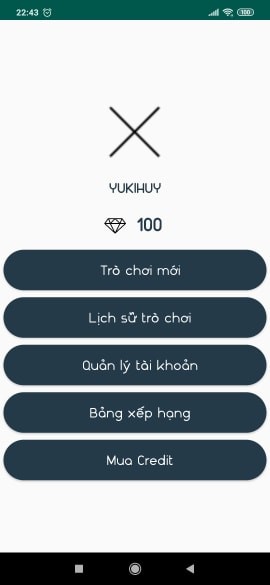 22:43
100
YUKIHUY
100
Trò chơi mới
Lịch sử trò chơi
Quản lý tài khoản
Bảng xếp hạng
Mua Credit